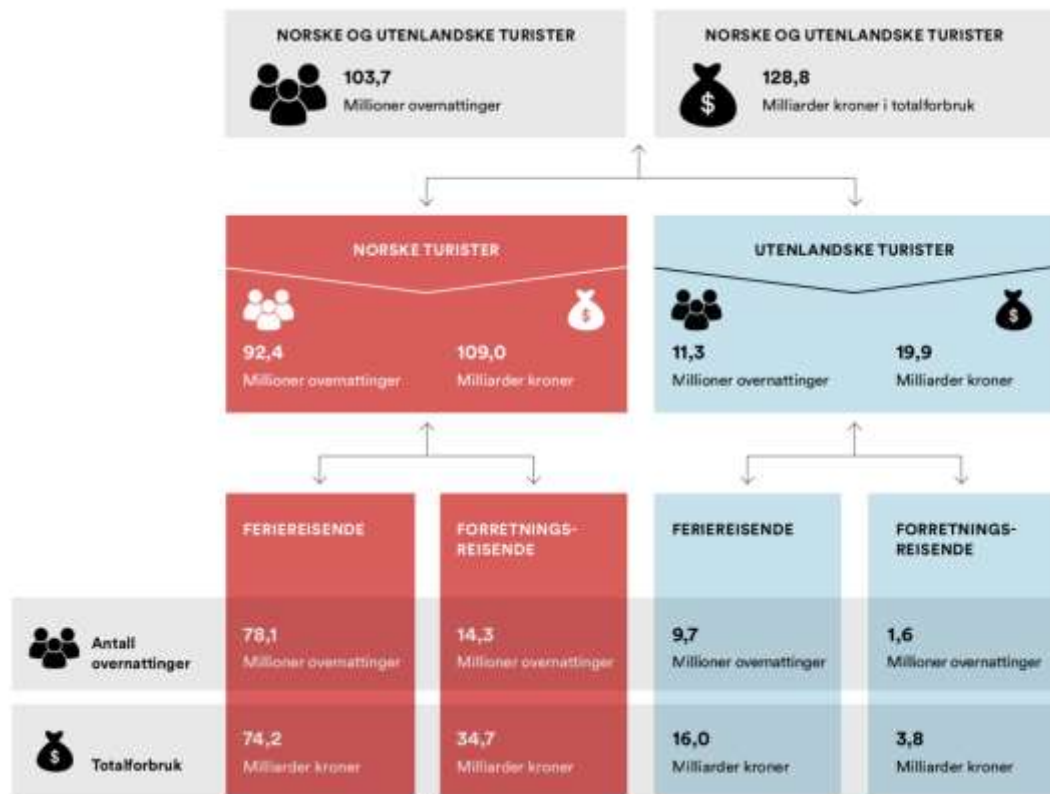 NORSKE OG UTENLANDSKE TURISTER
103,7
Millioner overnattinger
NORSKE OG UTENLANDSKE TURISTER
$
128,8
Milliarder kroner i totalforbruk
NORSKE TURISTER
$
92,4
Millioner overnattinger
109,0
Milliarder kroner
UTENLANDSKE TURISTER
$
11,3
Millioner overnattinger
19,9
Milliarder kroner
FERIEREISENDE
FORRETNINGS-
REISENDE
FERIEREISENDE
FORRETNINGS-
REISENDE
Antall
overnattinger
78,1
Millioner overnattinger
14,3
Millioner overnattinger
9,7
Millioner overnattinger
1,6
Millioner overnattinger
$
Totalforbruk
74,2
Milliarder kroner
34,7
Milliarder kroner
16,0
Milliarder kroner
3,8
Milliarder kroner